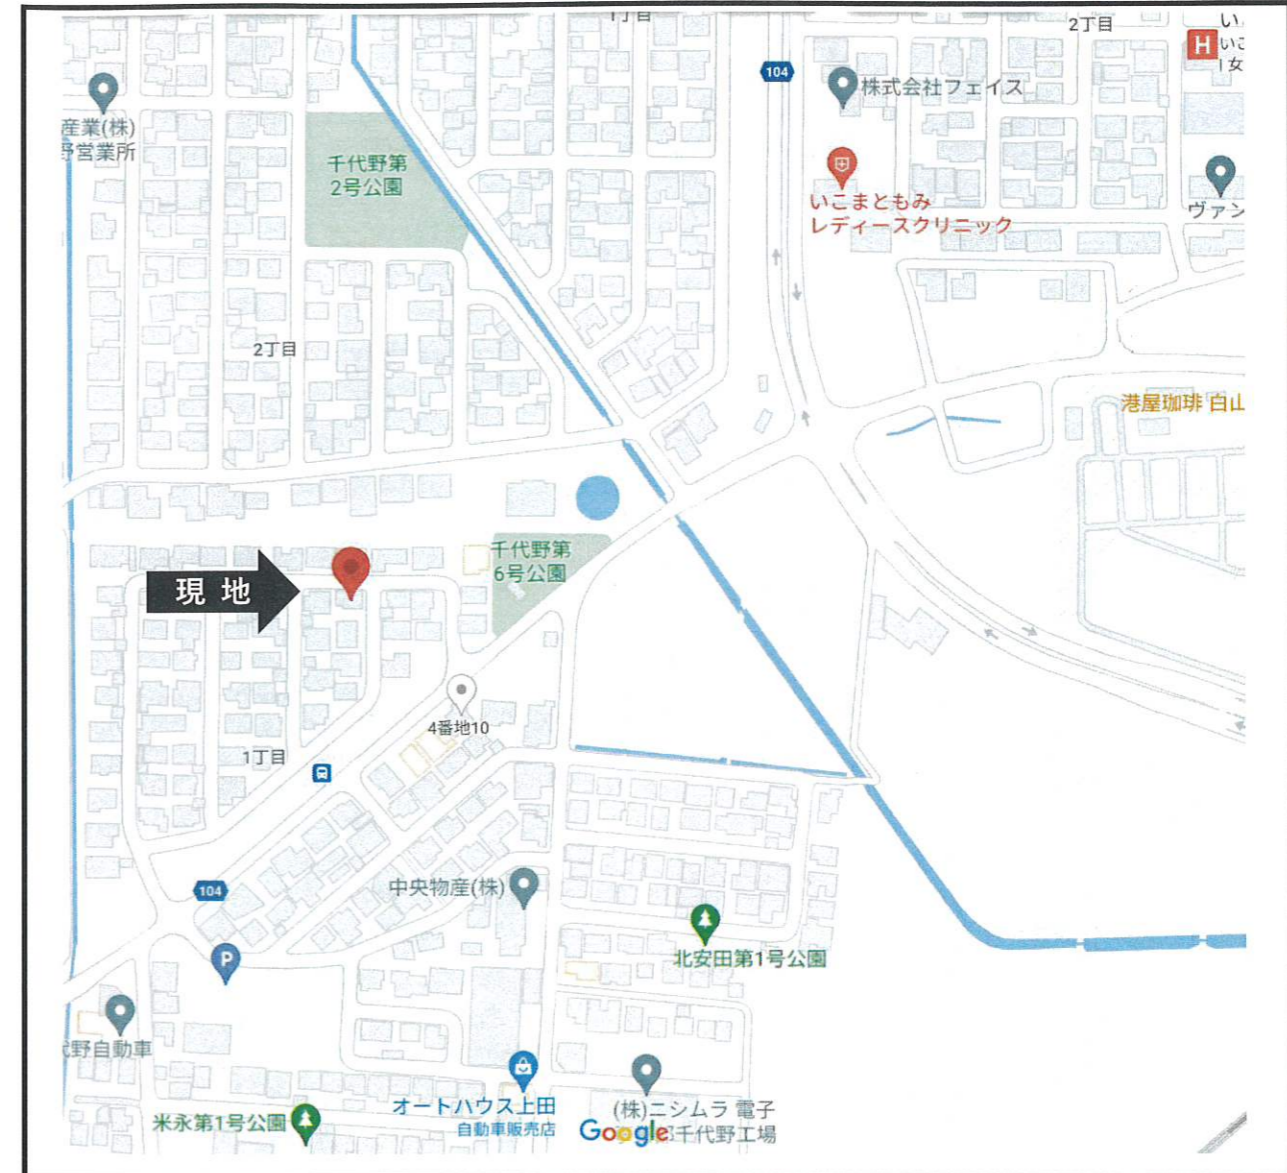 1丁目
2丁目
い
H
いこ
女
104
株式会社フェイス
産業(株)
野営業所
千代野第
2号公園
いこまともみ
レディースクリニック
ヴァン
2丁目
港屋珈琲 白山
千代野第
6号公園
現 地
4番地10
1丁目
104
中央物産(株)
P
北安田第1号公園
代野自動車
オートハウス上田
自動車販売店
(株)ニシムラ 電子
Google
千代野工場
米永第1号公園